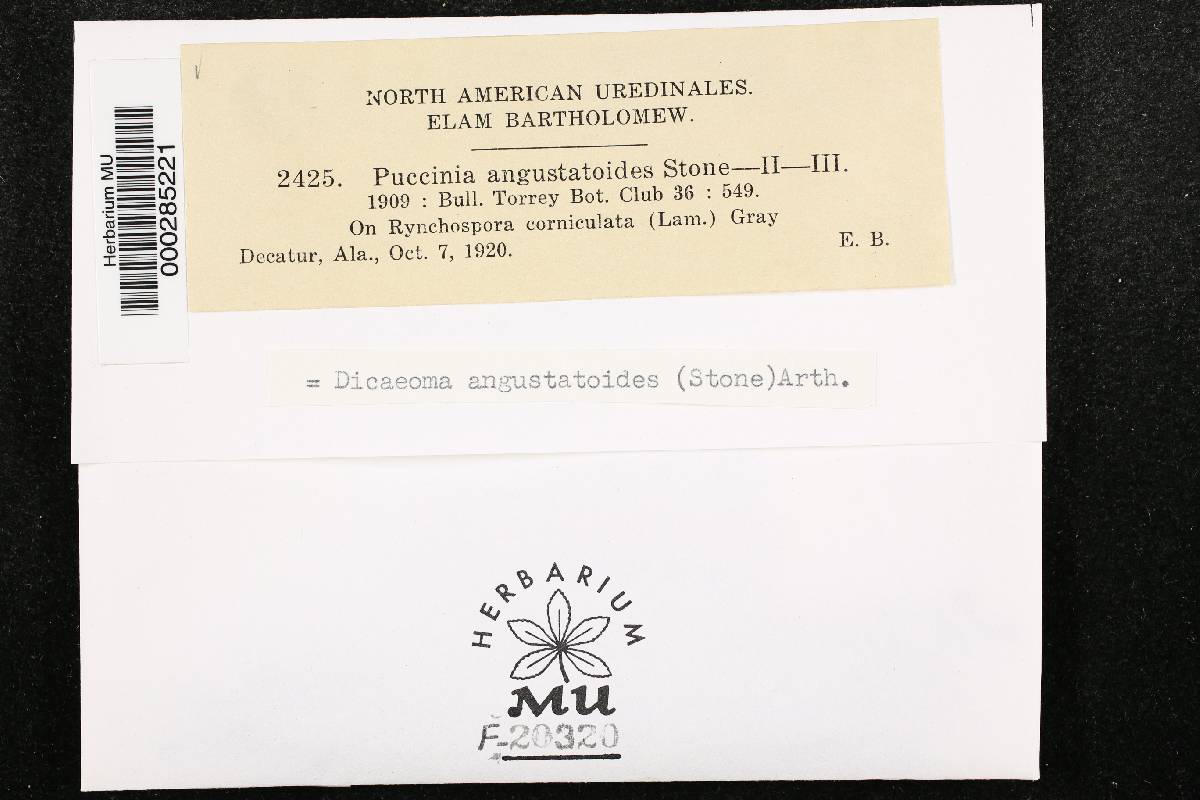 NORTH AMERICAN UREDINALES.
ELAM BARTHOLOMEW.
2425. Puccinia angustatoides Stone—II—III.
1909 : Bull. Torrey Bot. Club 36 : 549.
On Rynchospora corniculata (Lam.) Gray
Decatur, Ala., Oct. 7, 1920. E. B.
Herbarium MU
000285221
= Dicaeoma angustatoides (Stone)Arth.
HERBARIUM
MU
F-20320